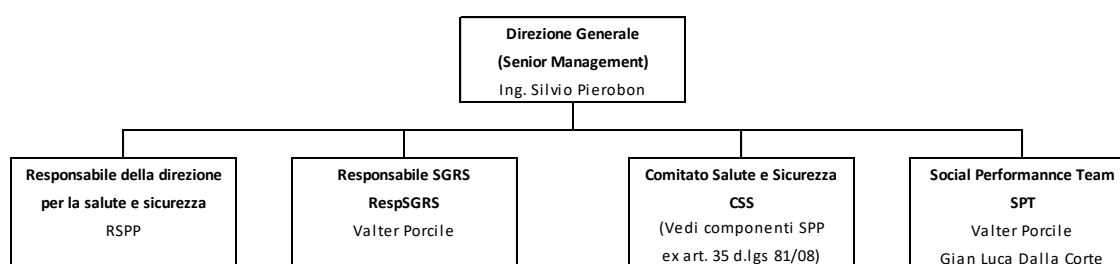 Direzione Generale
(Senior Management)
Ing. Silvio Pierobon
Responsabile della direzione
per la salute e sicurezza
RSPP
Responsabile SGRS
RespSGRS
Valter Porcile
Comitato Salute e Sicurezza
CSS
(Vedi componenti SPP
ex art. 35 d.lgs 81/08)
Social Performannce Team
SPT
Valter Porcile
Gian Luca Dalla Corte